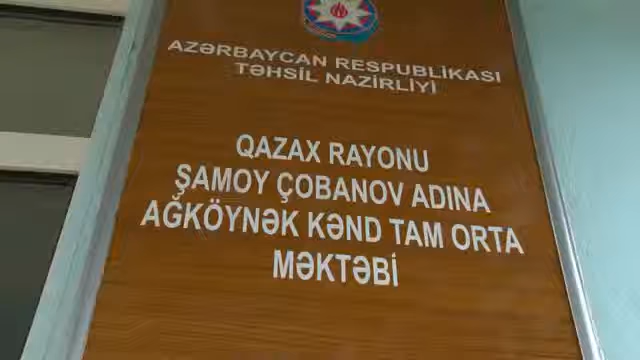 AZƏRBAYCAN RESPUBLİKASI
TƏHSİL NAZİRLİYİ
QAZAX RAYONU
ŞAMOY ÇOBANOV ADINA
AĞKÖYNƏK KƏND TAM ORTA
MƏKTƏBİ